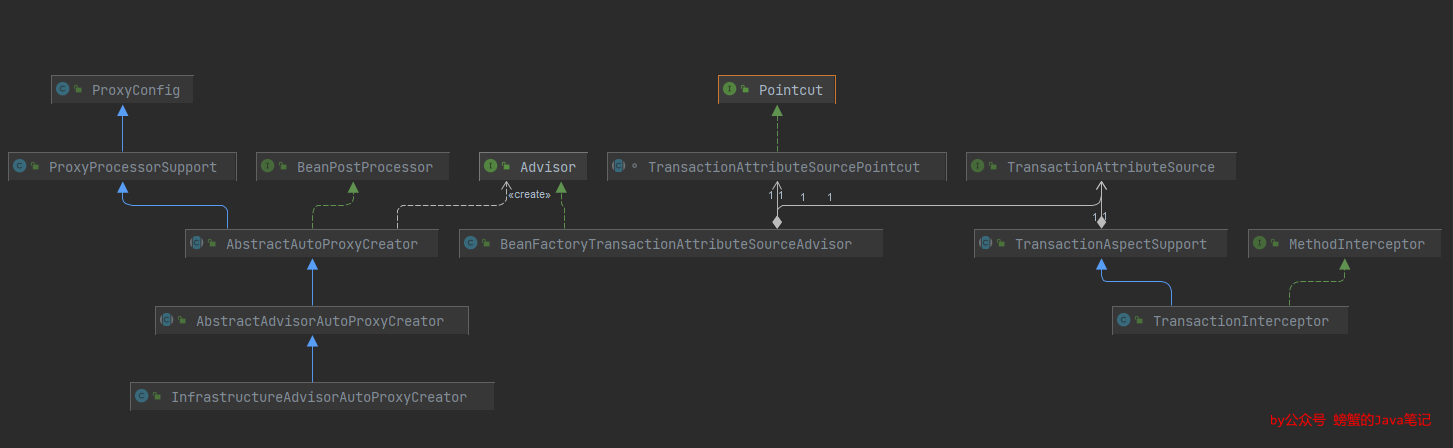 ProxyConfig
Pointcut
ProxyProcessorSupport
BeanPostProcessor
Advisor
TransactionAttributeSourcePointcut
TransactionAttributeSource
«create»
1 1 1 1
1 1
AbstractAutoProxyCreator
BeanFactoryTransactionAttributeSourceAdvisor
TransactionAspectSupport
MethodInterceptor
AbstractAdvisorAutoProxyCreator
TransactionInterceptor
InfrastructureAdvisorAutoProxyCreator
by公众号 螃蟹的Java笔记